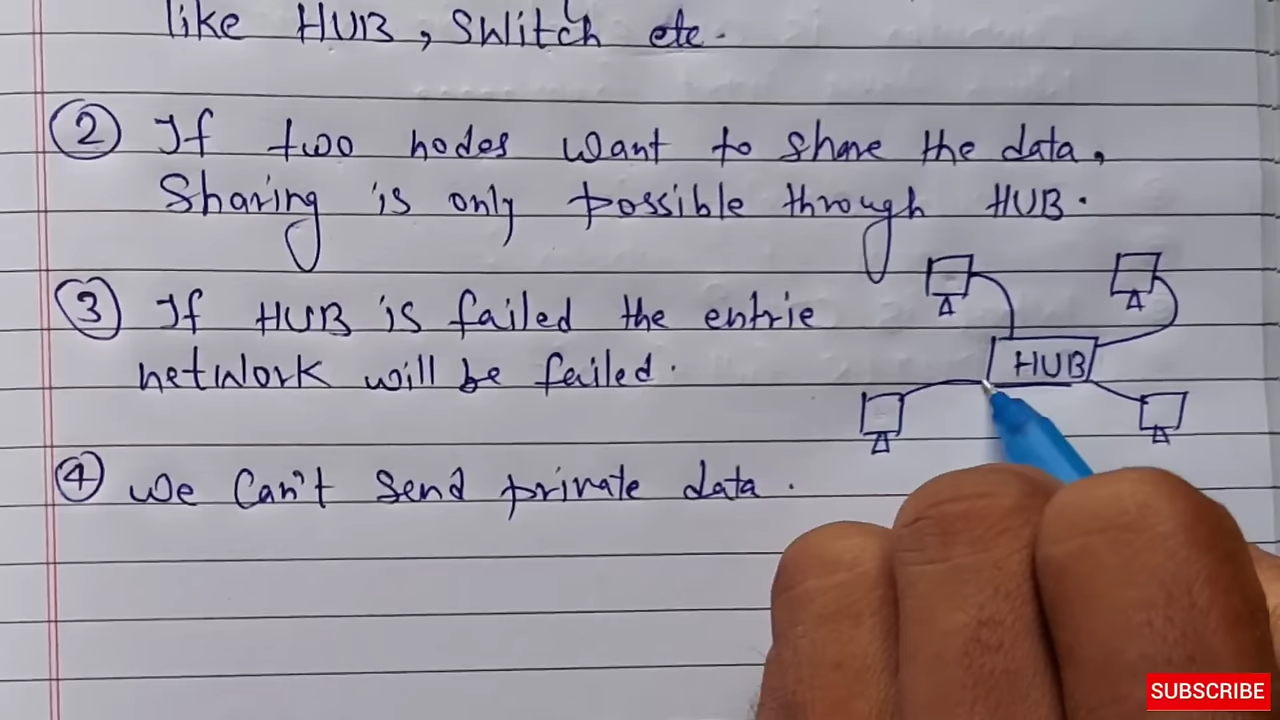 like HUB, Switch etc.
② If two nodes want to share the data,
Sharing is only possible through HUB.
③ If HUB is failed the entrie
network will be failed.
HUB
④ We Can't Send private data.
SUBSCRIBE